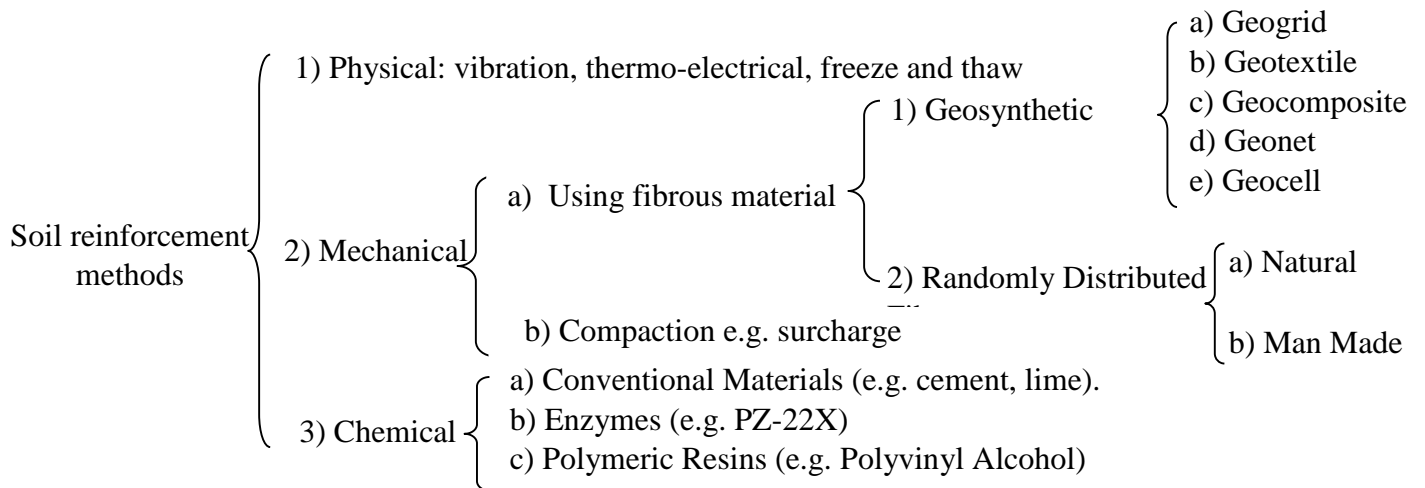 Soil reinforcement
methods
1) Physical: vibration, thermo-electrical, freeze and thaw
2) Mechanical
a) Using fibrous material
1) Geosynthetic
a) Geogrid
b) Geotextile
c) Geocomposite
d) Geonet
e) Geocell
2) Randomly Distributed
a) Natural
b) Man Made
b) Compaction e.g. surcharge
3) Chemical
a) Conventional Materials (e.g. cement, lime).
b) Enzymes (e.g. PZ-22X)
c) Polymeric Resins (e.g. Polyvinyl Alcohol)